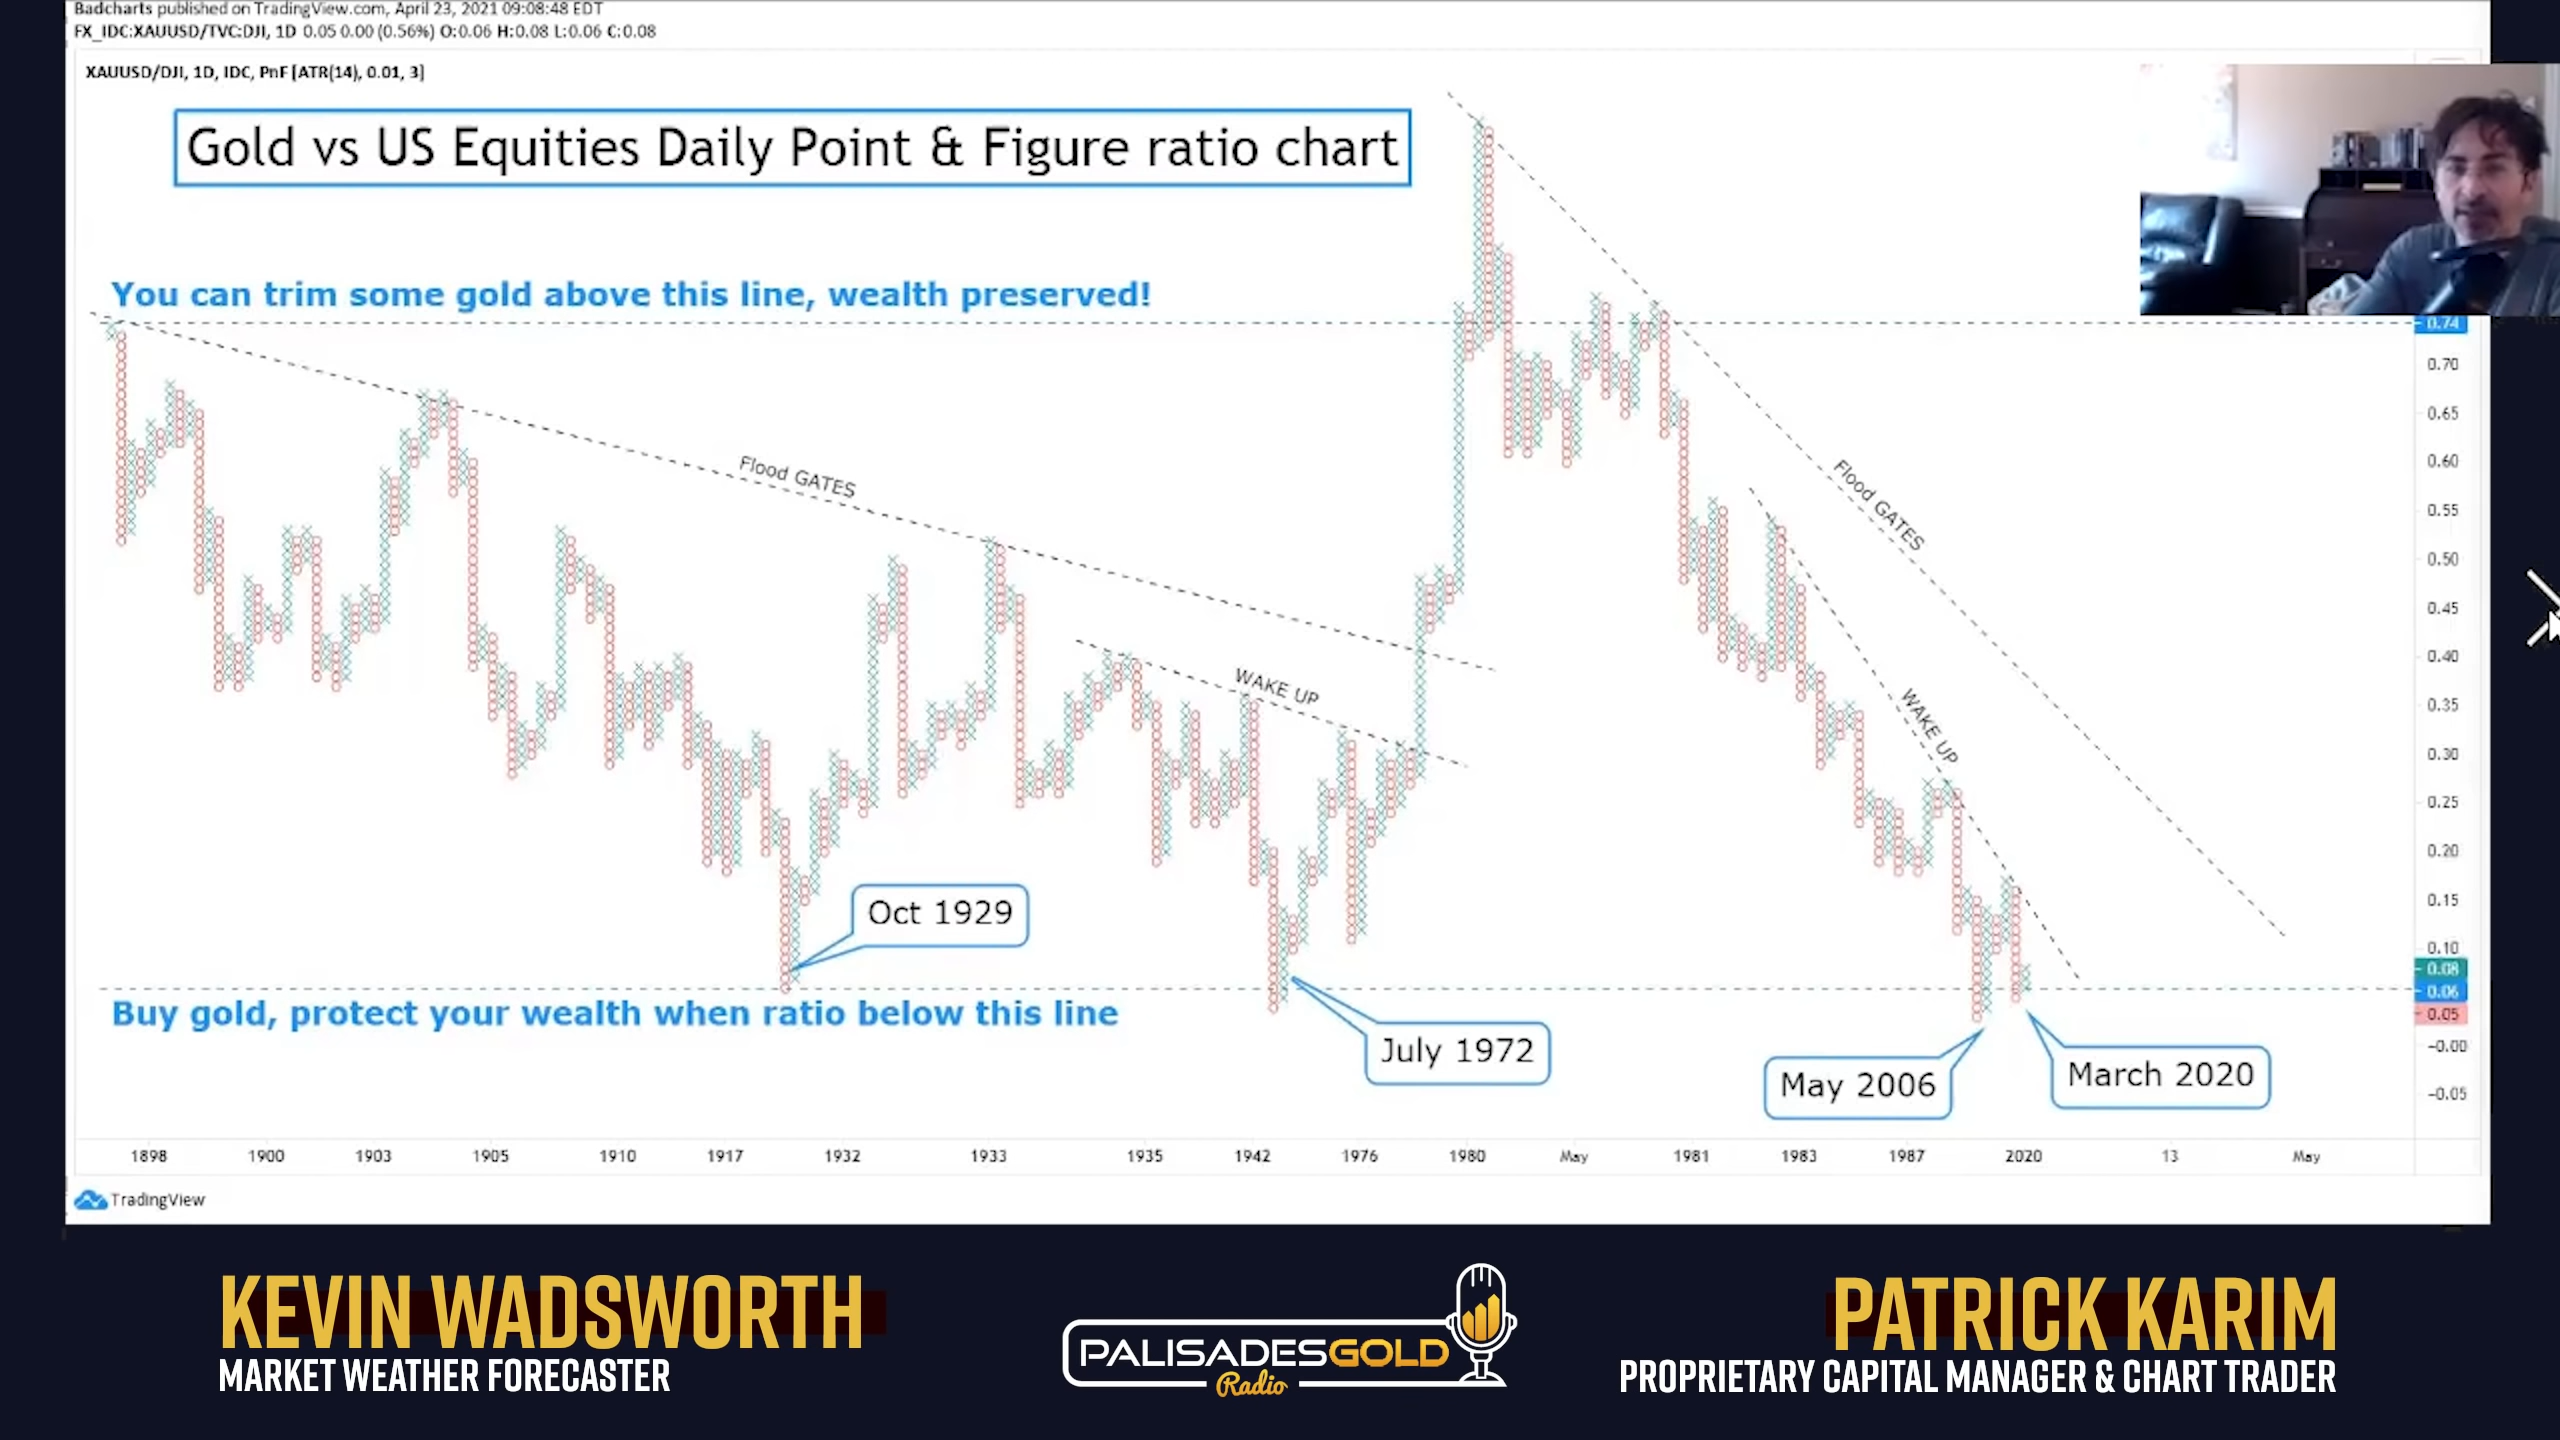 Badcharts published on TradingView.com, April 23, 2021 09:08:48 EDT
FX_IDC:XAUUSD/TVC:DJI, 1D 0.05 0.00 (0.56%) O:0.06 H:0.08 L:0.06 C:0.08
XAUUSD/DJI, 1D, IDC, PnF [ATR(14), 0.01, 3]
Gold vs US Equities Daily Point & Figure ratio chart
You can trim some gold above this line, wealth preserved!
Flood GATES
WAKE UP
Flood GATES
WAKE UP
Oct 1929
July 1972
May 2006
March 2020
Buy gold, protect your wealth when ratio below this line
0.74
0.70
0.65
0.60
0.55
0.50
0.45
0.40
0.35
0.30
0.25
0.20
0.15
0.10
0.08
0.06
0.05
-0.00
-0.05
1898 1900 1903 1905 1910 1917 1932 1933 1935 1942 1976 1980 May 1981 1983 1987 2020 13 May
TradingView
KEVIN WADSWORTH
MARKET WEATHER FORECASTER
PALISADESGOLD
Radio
PATRICK KARIM
PROPRIETARY CAPITAL MANAGER & CHART TRADER